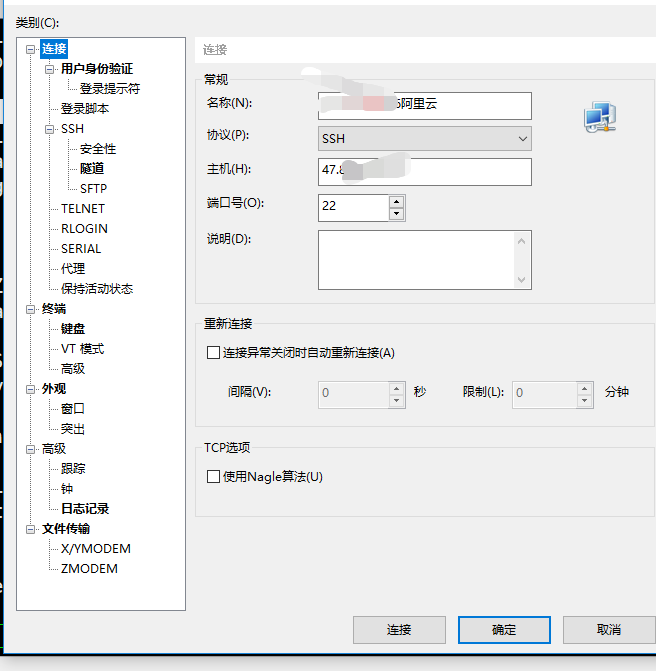 类别(C):
连接
用户身份验证
登录提示符
登录脚本
SSH
安全性
隧道
SFTP
TELNET
RLOGIN
SERIAL
代理
保持活动状态
终端
键盘
VT 模式
高级
外观
窗口
突出
高级
跟踪
钟
日志记录
文件传输
X/YMODEM
ZMODEM
连接
常规
名称(N):
阿里云
协议(P):
SSH
主机(H):
47.
端口号(O):
22
说明(D):
重新连接
连接异常关闭时自动重新连接(A)
间隔(V): 0 秒 限制(L): 0 分钟
TCP选项
使用Nagle算法(U)
连接 确定 取消